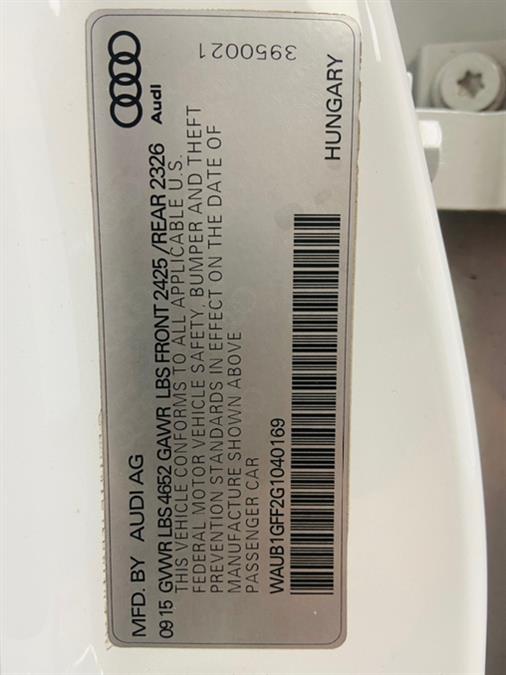 MFD. BY AUDI AG
Audi
09 15 GVWR LBS 4652 GAWR LBS FRONT 2425 /REAR 2326
THIS VEHICLE CONFORMS TO ALL APPLICABLE U.S.
FEDERAL MOTOR VEHICLE SAFETY, BUMPER AND THEFT
PREVENTION STANDARDS IN EFFECT ON THE DATE OF
MANUFACTURE SHOWN ABOVE
PASSENGER CAR
WAUB1GFF2G1040169
3950021
HUNGARY